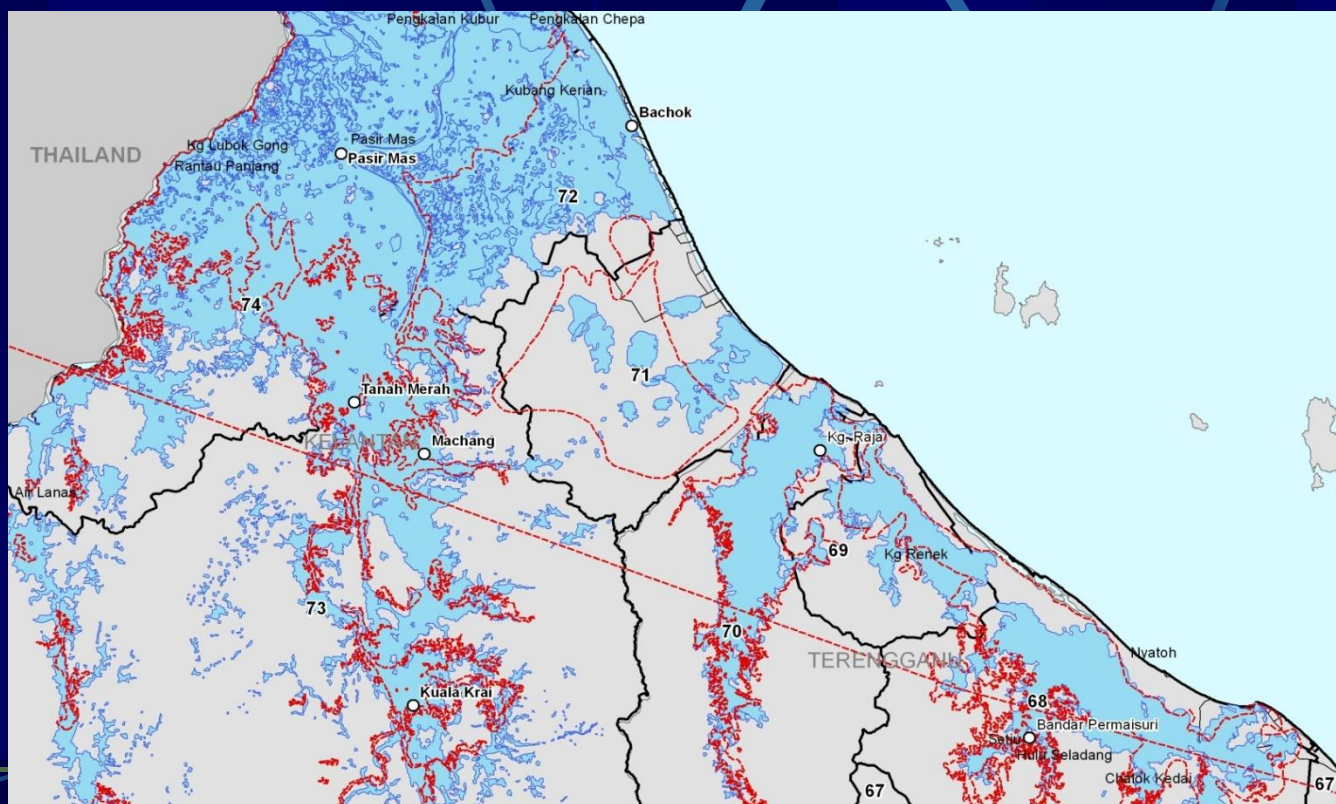 Pengkalan Kubur
Pengkalan Chepa
Kubang Kerian
Bachok
THAILAND
Kg Lubok Gong
Pasir Mas
Pasir Mas
Rantau Panjang
72
74
71
Tanah Merah
KELANTAN
Machang
Kg. Raja
Air Lanas
69
Kg Renek
73
70
TERENGGANU
Nyatoh
Kuala Krai
68
Bandar Permaisuri
Setiu
Hulu Seladang
Chalok Kedai
67
67